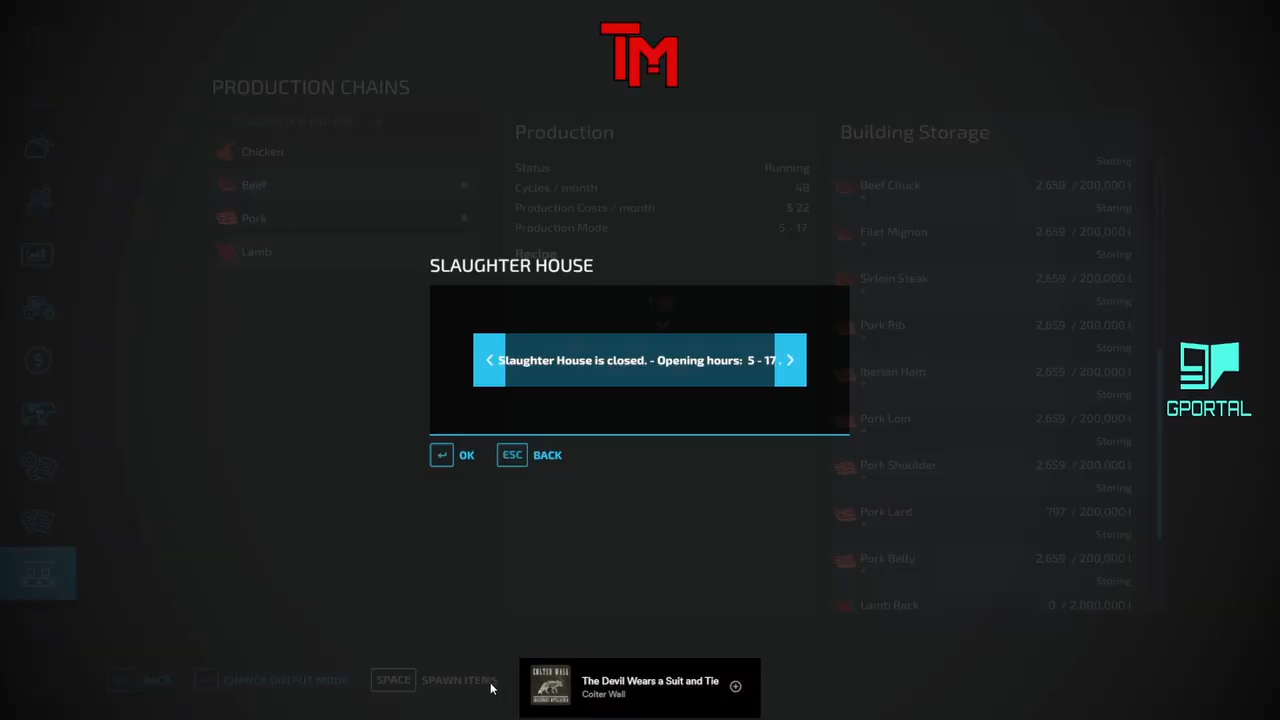 TM
PRODUCTION CHAINS
Chicken
Beef
Pork
Lamb
Production
Status Running
Cycles / month 48
Production Costs / month $ 22
Production Mode 5 - 17
Recipe
Building Storage
Storing
Beef Chuck 2,659 / 200,000 l
Storing
Filet Mignon 2,659 / 200,000 l
Storing
Sirloin Steak 2,659 / 200,000 l
Storing
Pork Rib 2,659 / 200,000 l
Storing
Iberian Ham 2,659 / 200,000 l
Storing
Pork Loin 2,659 / 200,000 l
Storing
Pork Shoulder 2,659 / 200,000 l
Storing
Pork Lard 797 / 200,000 l
Storing
Pork Belly 2,659 / 200,000 l
Storing
Lamb Rack 0 / 2,000,000 l
SLAUGHTER HOUSE
Slaughter House is closed. - Opening hours: 5 - 17 .
OK
ESC BACK
GPORTAL
BACK
CHANGE OUTPUT MODE
SPACE SPAWN ITEMS
COLTER WALL
The Devil Wears a Suit and Tie
Colter Wall